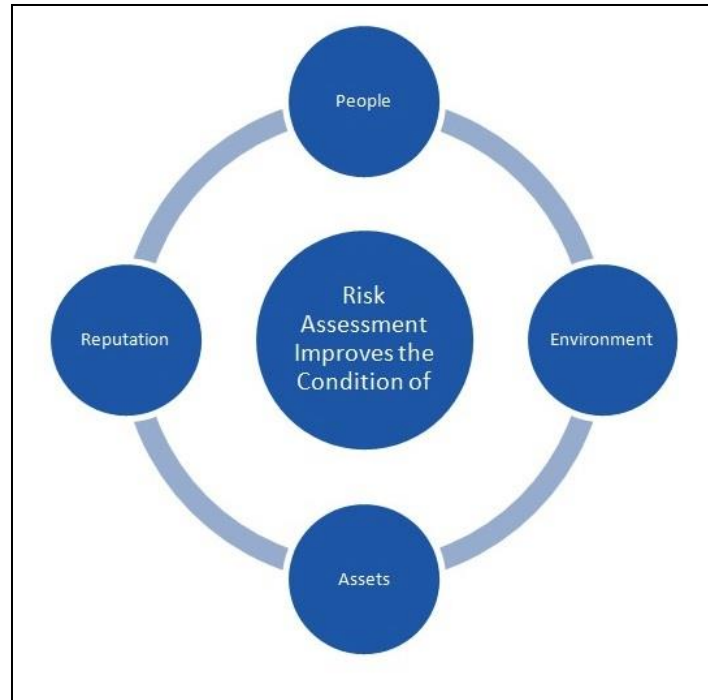 People
Risk
Assessment
Improves the
Condition of
Reputation
Environment
Assets